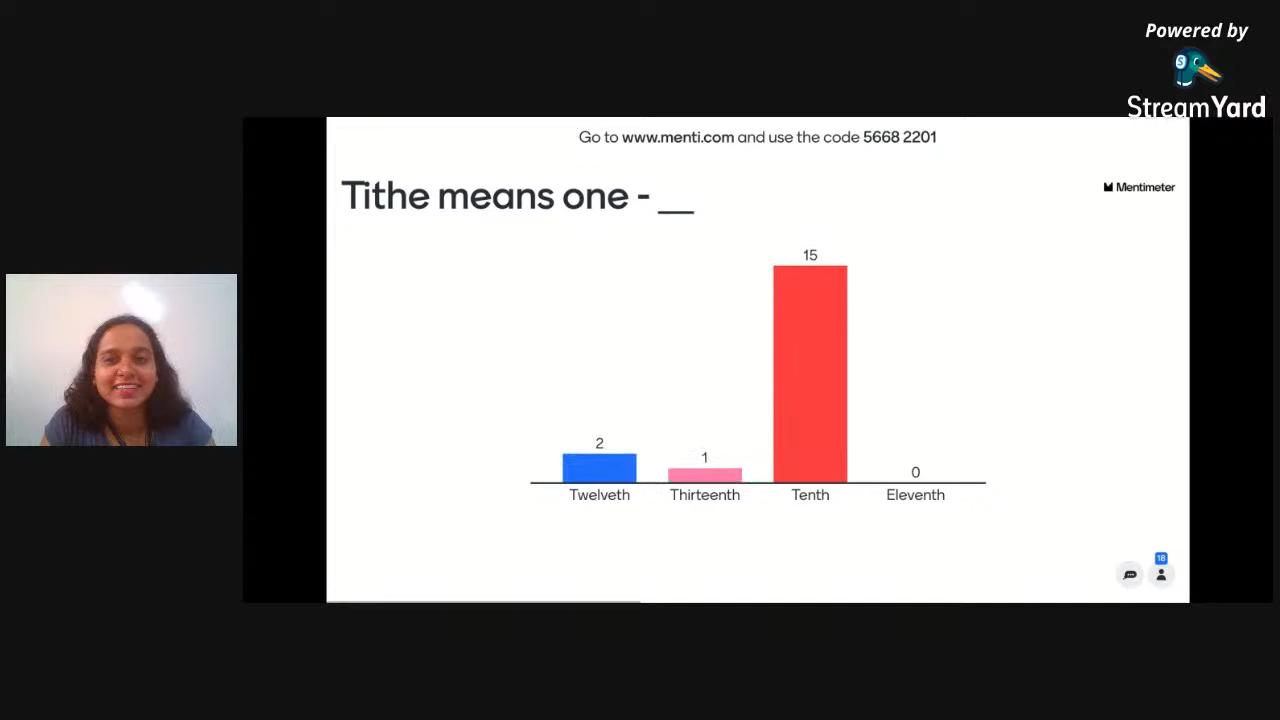 Powered by
S
StreamYard
Go to www.menti.com and use the code 5668 2201
Tithe means one - __
Mentimeter
15
2
1
0
Twelveth
Thirteenth
Tenth
Eleventh
18